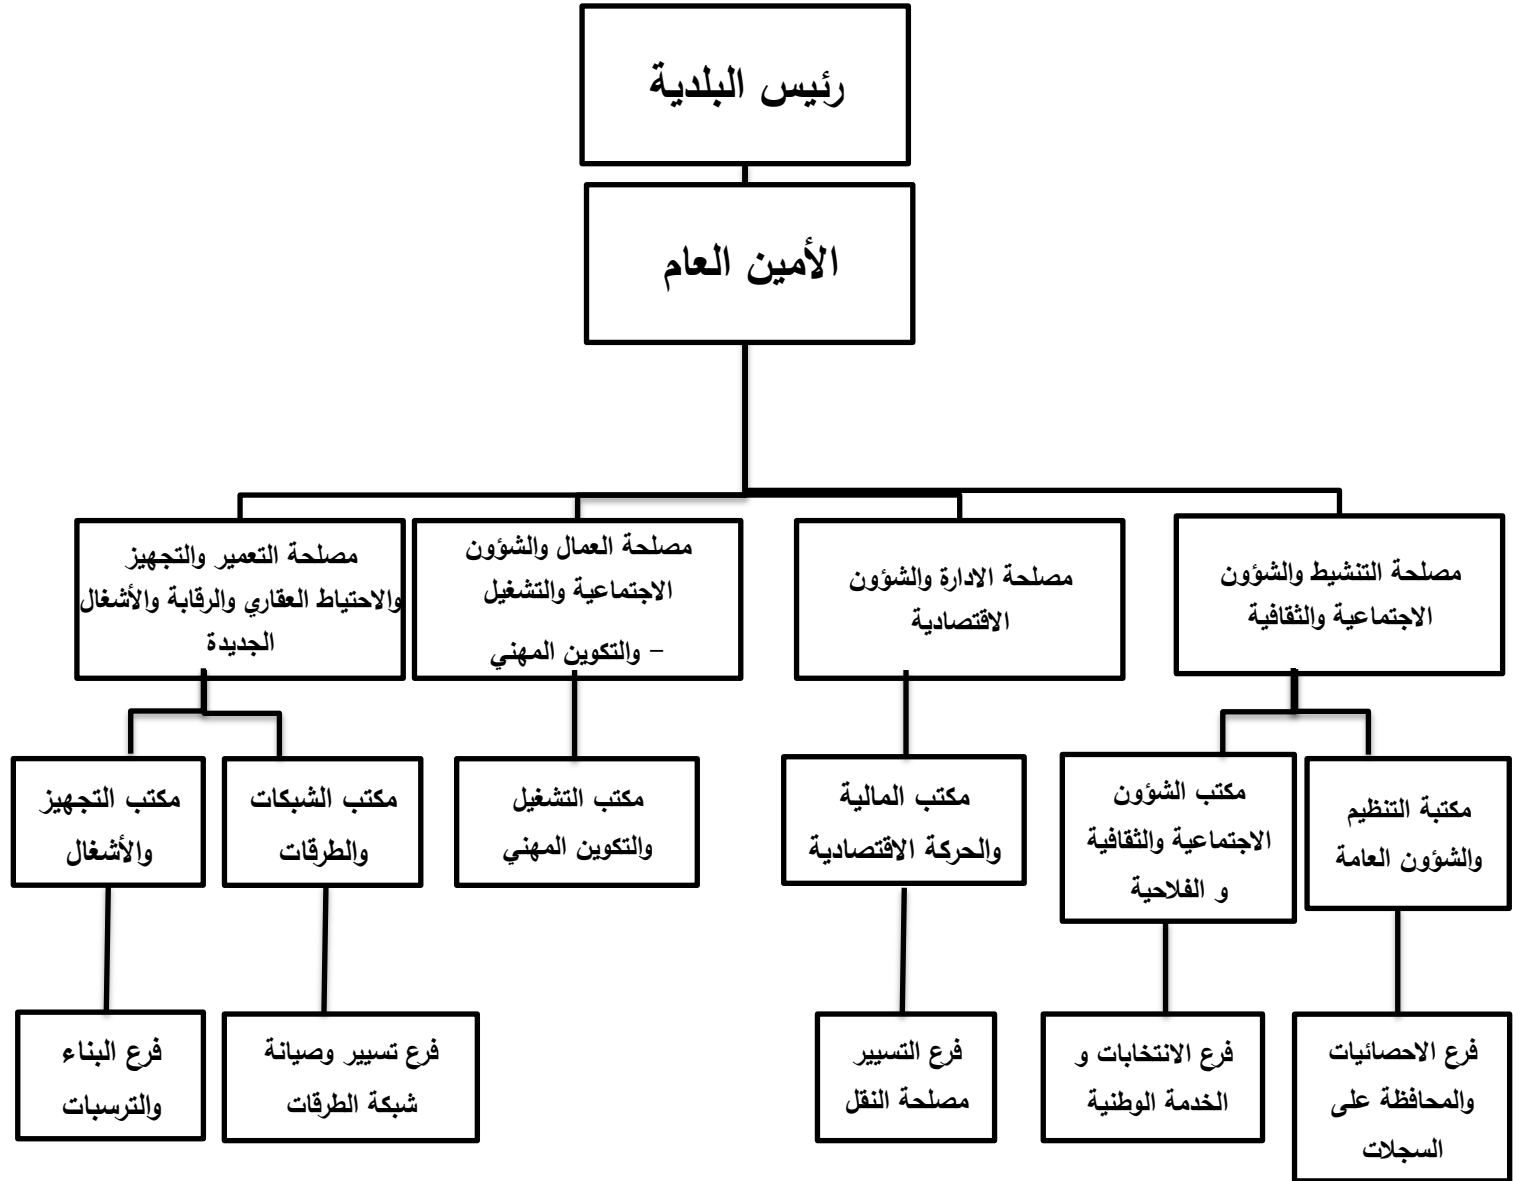 رئيس البلدية
الأمين العام
مصلحة التنشيط والشؤون
الاجتماعية والثقافية
مصلحة الادارة والشؤون
الاقتصادية
مصلحة العمال والشؤون
الاجتماعية والتشغيل
– والتكوين المهني
مصلحة التعمير والتجهيز
والاحتياط العقاري والرقابة والأشغال
الجديدة
مكتبة التنظيم
والشؤون العامة
مكتب الشؤون
الاجتماعية والثقافية
و الفلاحية
مكتب المالية
والحركة الاقتصادية
مكتب التشغيل
والتكوين المهني
مكتب الشبكات
والطرقات
مكتب التجهيز
والأشغال
فرع الاحصائيات
والمحافظة على
السجلات
فرع الانتخابات و
الخدمة الوطنية
فرع التسيير
مصلحة النقل
فرع تسيير وصيانة
شبكة الطرقات
فرع البناء
والترسبات